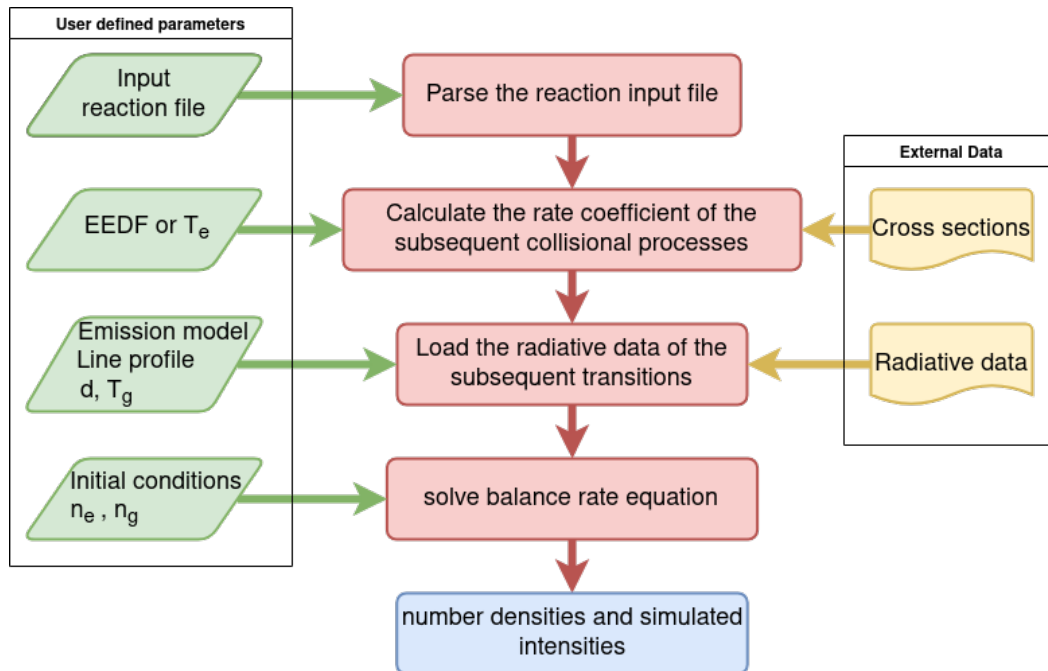 User defined parameters
Input
reaction file
Parse the reaction input file
External Data
EEDF or Te
Calculate the rate coefficient of the
subsequent collisional processes
Cross sections
Emission model
Line profile
d, Tg
Load the radiative data of the
subsequent transitions
Radiative data
Initial conditions
ne , ng
solve balance rate equation
number densities and simulated
intensities